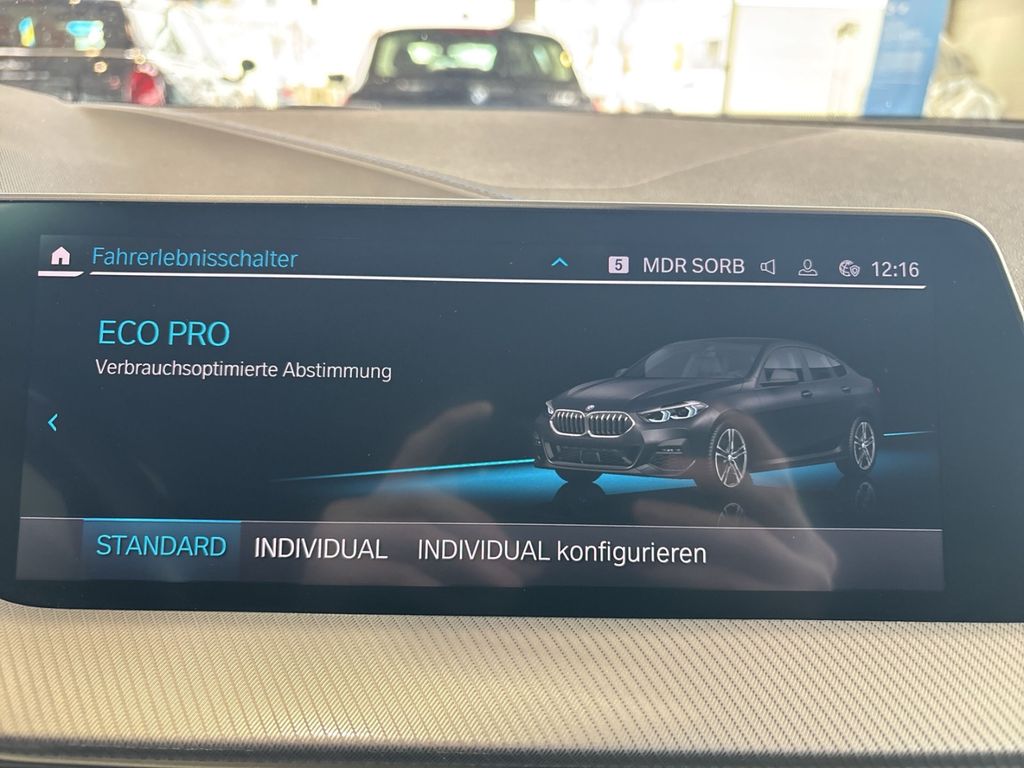 Fahrerlebnisschalter
5 MDR SORB 12:16
ECO PRO
Verbrauchsoptimierte Abstimmung
STANDARD INDIVIDUAL INDIVIDUAL konfigurieren